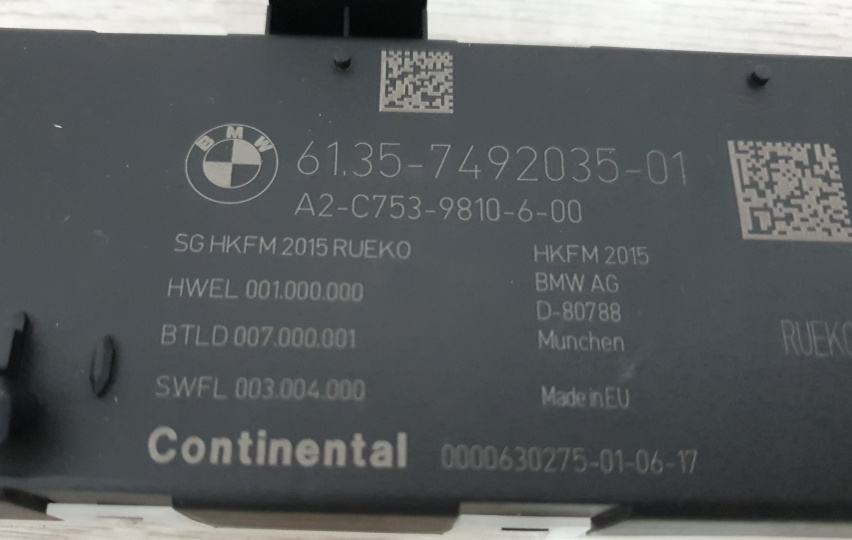 BMW
61.35-7492035-01
A2-C753-9810-6-00
SG HKFM 2015 RUEKO
HWEL 001.000.000
BTLD 007.000.001
SWFL 003.004.000
HKFM 2015
BMW AG
D-80788
Munchen
Made in EU
RUEKO
Continental
0000630275-01-06-17